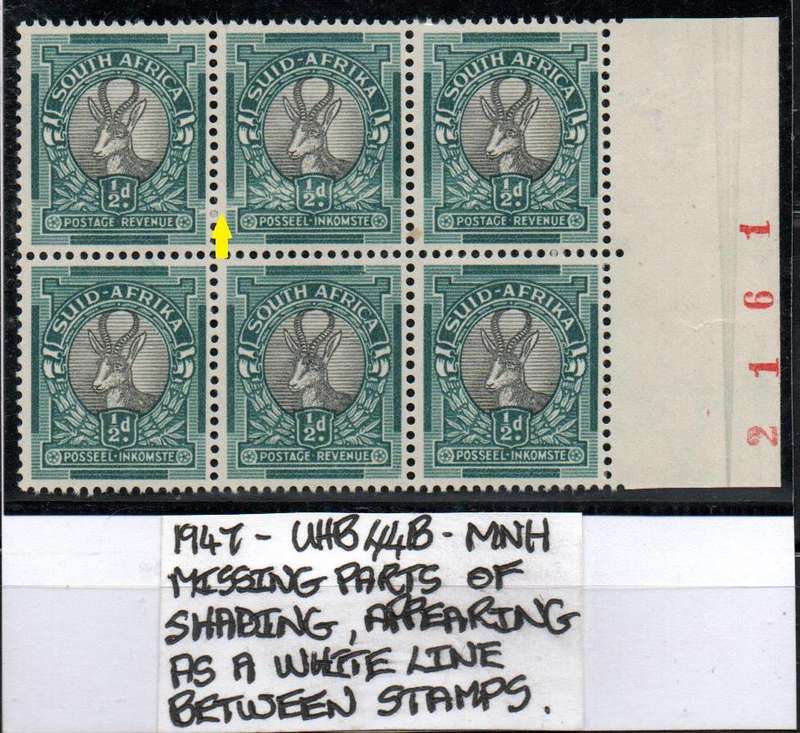 SOUTH AFRICA SUID-AFRIKA SOUTH AFRICA
½d ½d ½d
POSTAGE REVENUE POSSEEL-INKOMSTE POSTAGE REVENUE
SUID-AFRIKA SOUTH AFRICA SUID-AFRIKA
½d. ½d. ½d.
POSSEEL-INKOMSTE POSTAGE REVENUE POSSEEL-INKOMSTE
2161
1947 - UHB 44B - MNH
MISSING PARTS OF
SHADING, APPEARING
AS A WHITE LINE
BETWEEN STAMPS.